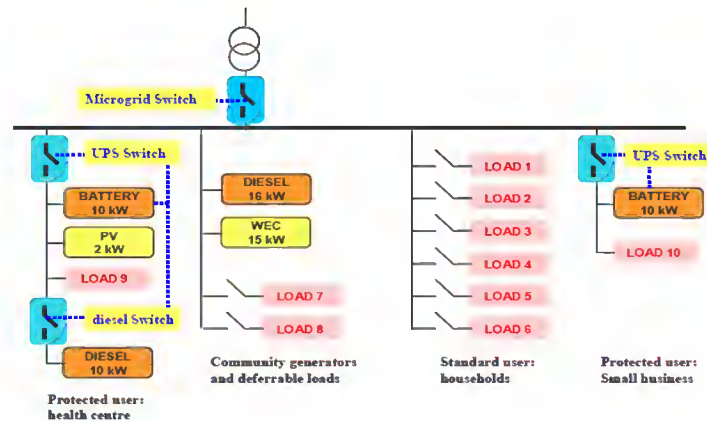 Microgrid Switch
UPS Switch
BATTERY
10 kW
PV
2 kW
LOAD 9
diesel Switch
DIESEL
10 kW
Protected user:
health centre
DIESEL
16 kW
WEC
15 kW
LOAD 7
LOAD 8
Community generators
and deferrable loads
LOAD 1
LOAD 2
LOAD 3
LOAD 4
LOAD 5
LOAD 6
Standard user:
households
UPS Switch
BATTERY
10 kW
LOAD 10
Protected user:
Small business